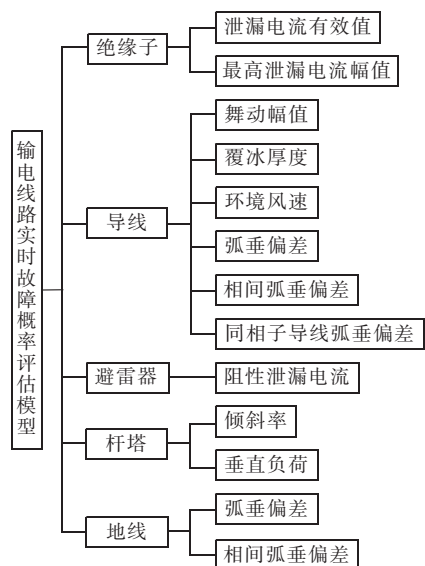 输电线路实时故障概率评估模型
绝缘子
泄漏电流有效值
最高泄漏电流幅值
导线
舞动幅值
覆冰厚度
环境风速
弧垂偏差
相间弧垂偏差
同相子导线弧垂偏差
避雷器
阻性泄漏电流
杆塔
倾斜率
垂直负荷
地线
弧垂偏差
相间弧垂偏差